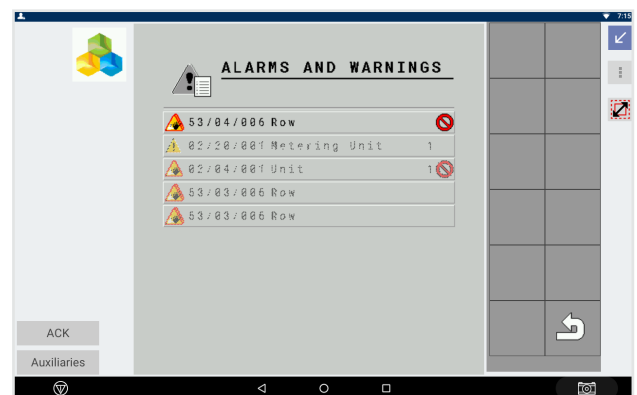 7:15
ALARMS AND WARNINGS
53/04/006 Row
02/20/001 Metering Unit 1
02/04/001 Unit 1
53/03/006 Row
53/03/006 Row
ACK
Auxiliaries